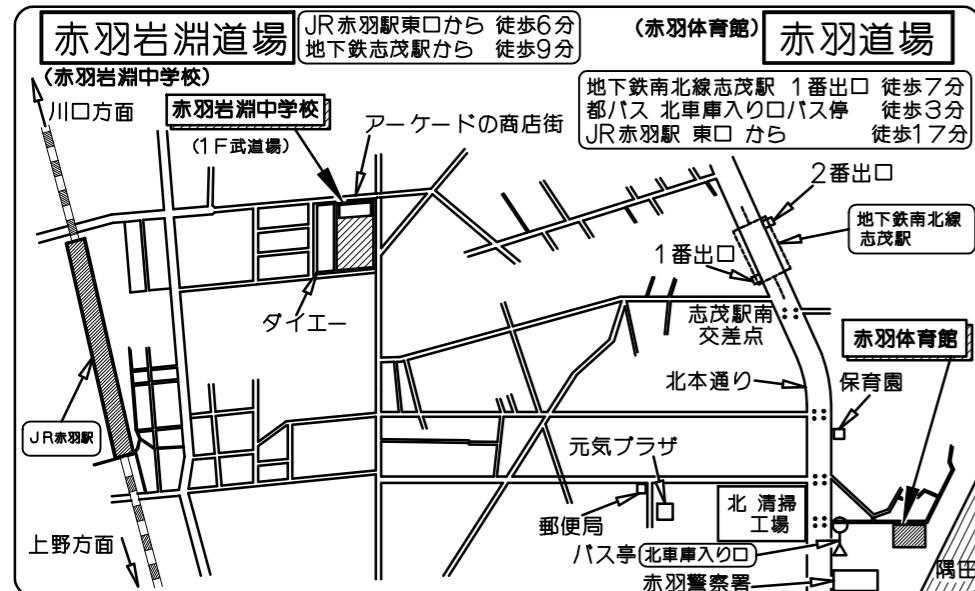 赤羽岩淵道場
JR赤羽駅東口から 徒歩6分
地下鉄志茂駅から 徒歩9分
(赤羽体育館)
赤羽道場
(赤羽岩淵中学校)
地下鉄南北線志茂駅 1番出口 徒歩7分
都バス 北車庫入り口バス停 徒歩3分
JR赤羽駅 東口 から 徒歩17分
川口方面
赤羽岩淵中学校
(1F武道場)
アーケードの商店街
2番出口
地下鉄南北線
志茂駅
1番出口
ダイエー
志茂駅南
交差点
赤羽体育館
北本通り
保育園
JR赤羽駅
元気プラザ
北 清掃
工場
郵便局
上野方面
バス亭
北車庫入り口
赤羽警察署
隅田